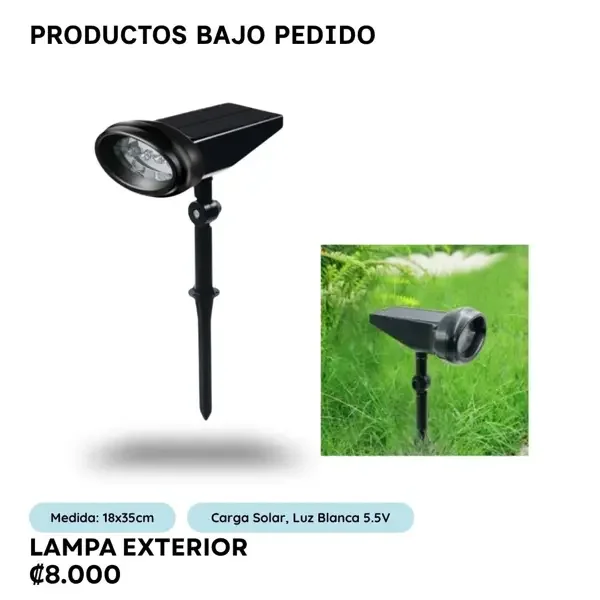 PRODUCTOS BAJO PEDIDO
Medida: 18x35cm
Carga Solar, Luz Blanca 5.5V
LAMPA EXTERIOR
₡8.000